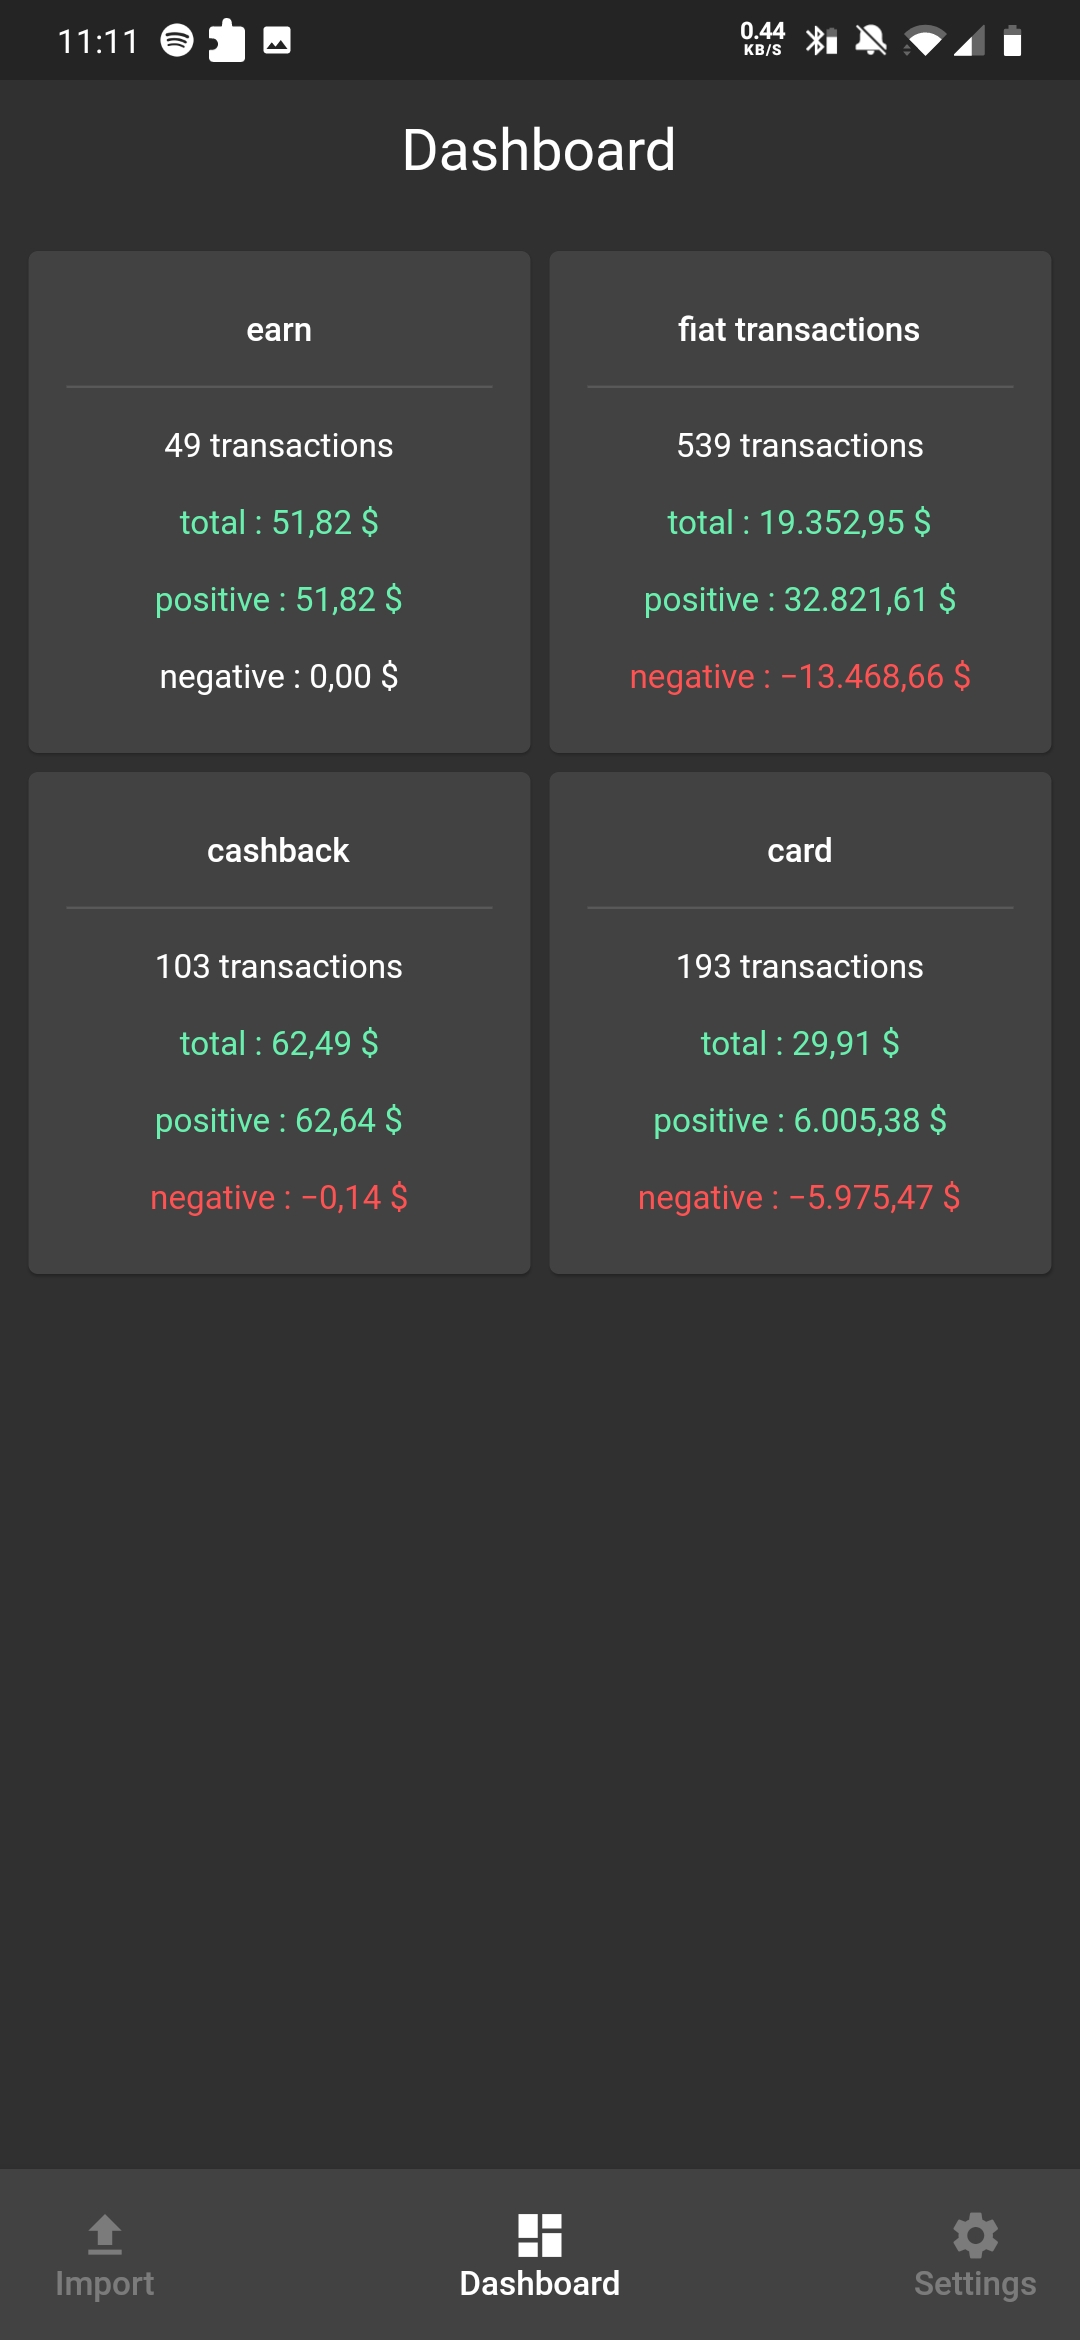 11:11
0.44
KB/S
Dashboard
earn
49 transactions
total : 51,82 $
positive : 51,82 $
negative : 0,00 $
fiat transactions
539 transactions
total : 19.352,95 $
positive : 32.821,61 $
negative : −13.468,66 $
cashback
103 transactions
total : 62,49 $
positive : 62,64 $
negative : −0,14 $
card
193 transactions
total : 29,91 $
positive : 6.005,38 $
negative : −5.975,47 $
Import
Dashboard
Settings